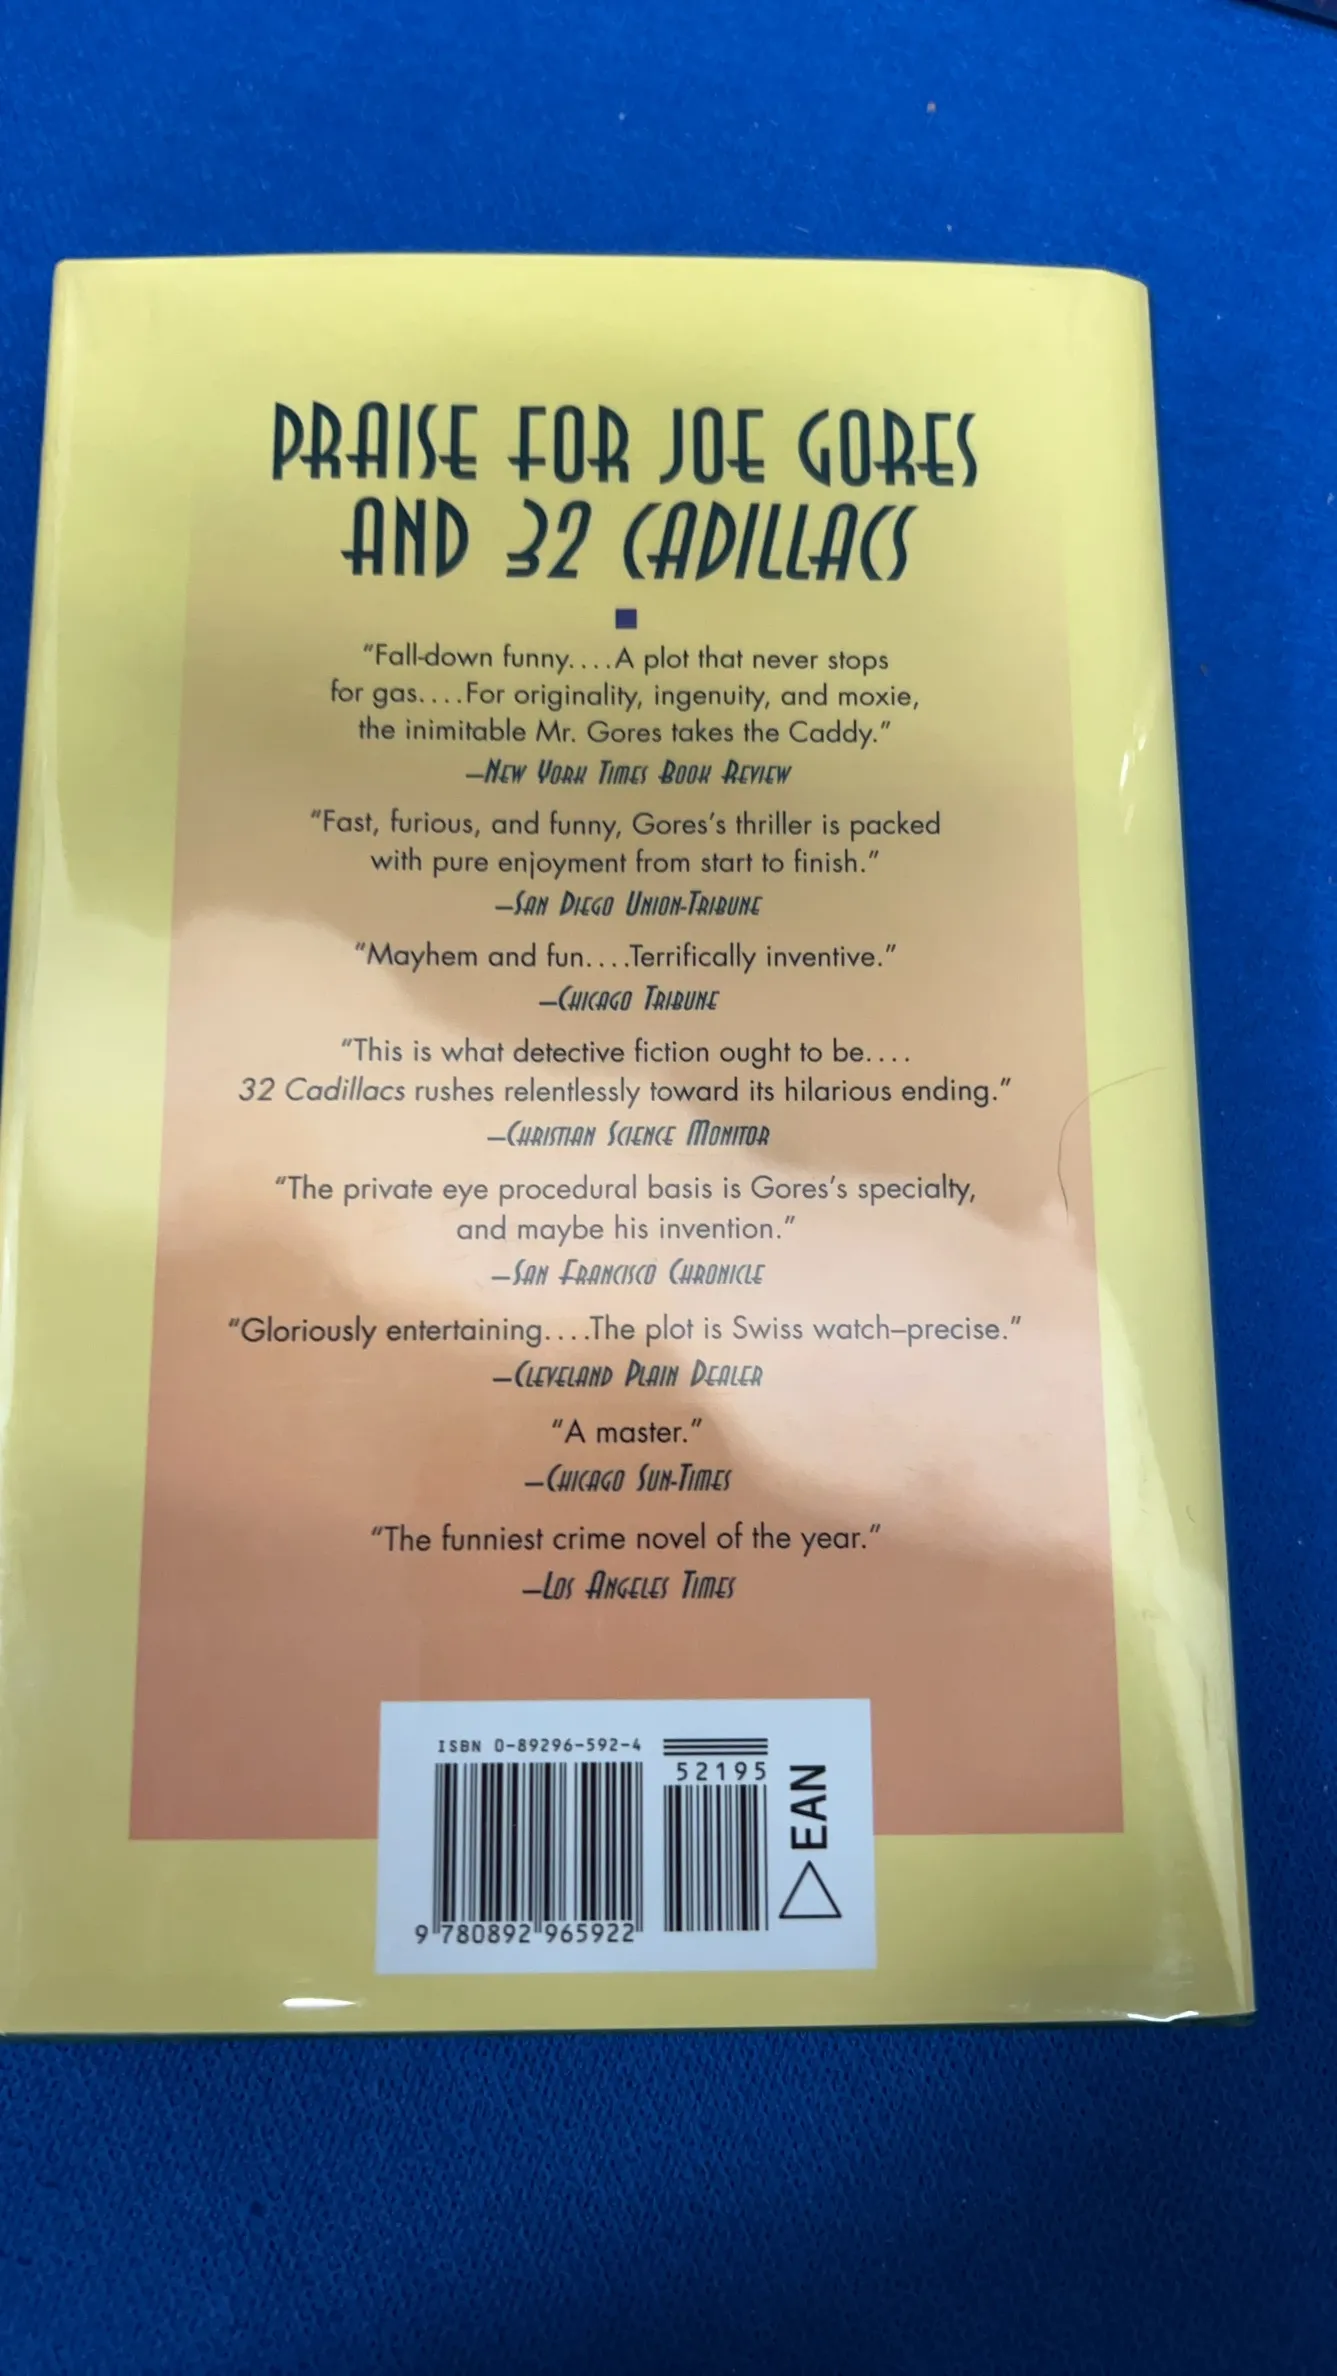 PRAISE FOR JOE GORES
AND 32 CADILLACS
“Fall-down funny....A plot that never stops
for gas....For originality, ingenuity, and moxie,
the inimitable Mr. Gores takes the Caddy.”
—NEW YORK TIMES BOOK REVIEW
“Fast, furious, and funny, Gores’s thriller is packed
with pure enjoyment from start to finish.”
—SAN DIEGO UNION-TRIBUNE
“Mayhem and fun....Terrifically inventive.”
—CHICAGO TRIBUNE
“This is what detective fiction ought to be....
32 Cadillacs rushes relentlessly toward its hilarious ending.”
—CHRISTIAN SCIENCE MONITOR
“The private eye procedural basis is Gores’s specialty,
and maybe his invention.”
—SAN FRANCISCO CHRONICLE
“Gloriously entertaining....The plot is Swiss watch–precise.”
—CLEVELAND PLAIN DEALER
“A master.”
—CHICAGO SUN-TIMES
“The funniest crime novel of the year.”
—LOS ANGELES TIMES
ISBN 0-89296-592-4
52195
EAN
9 780892 965922